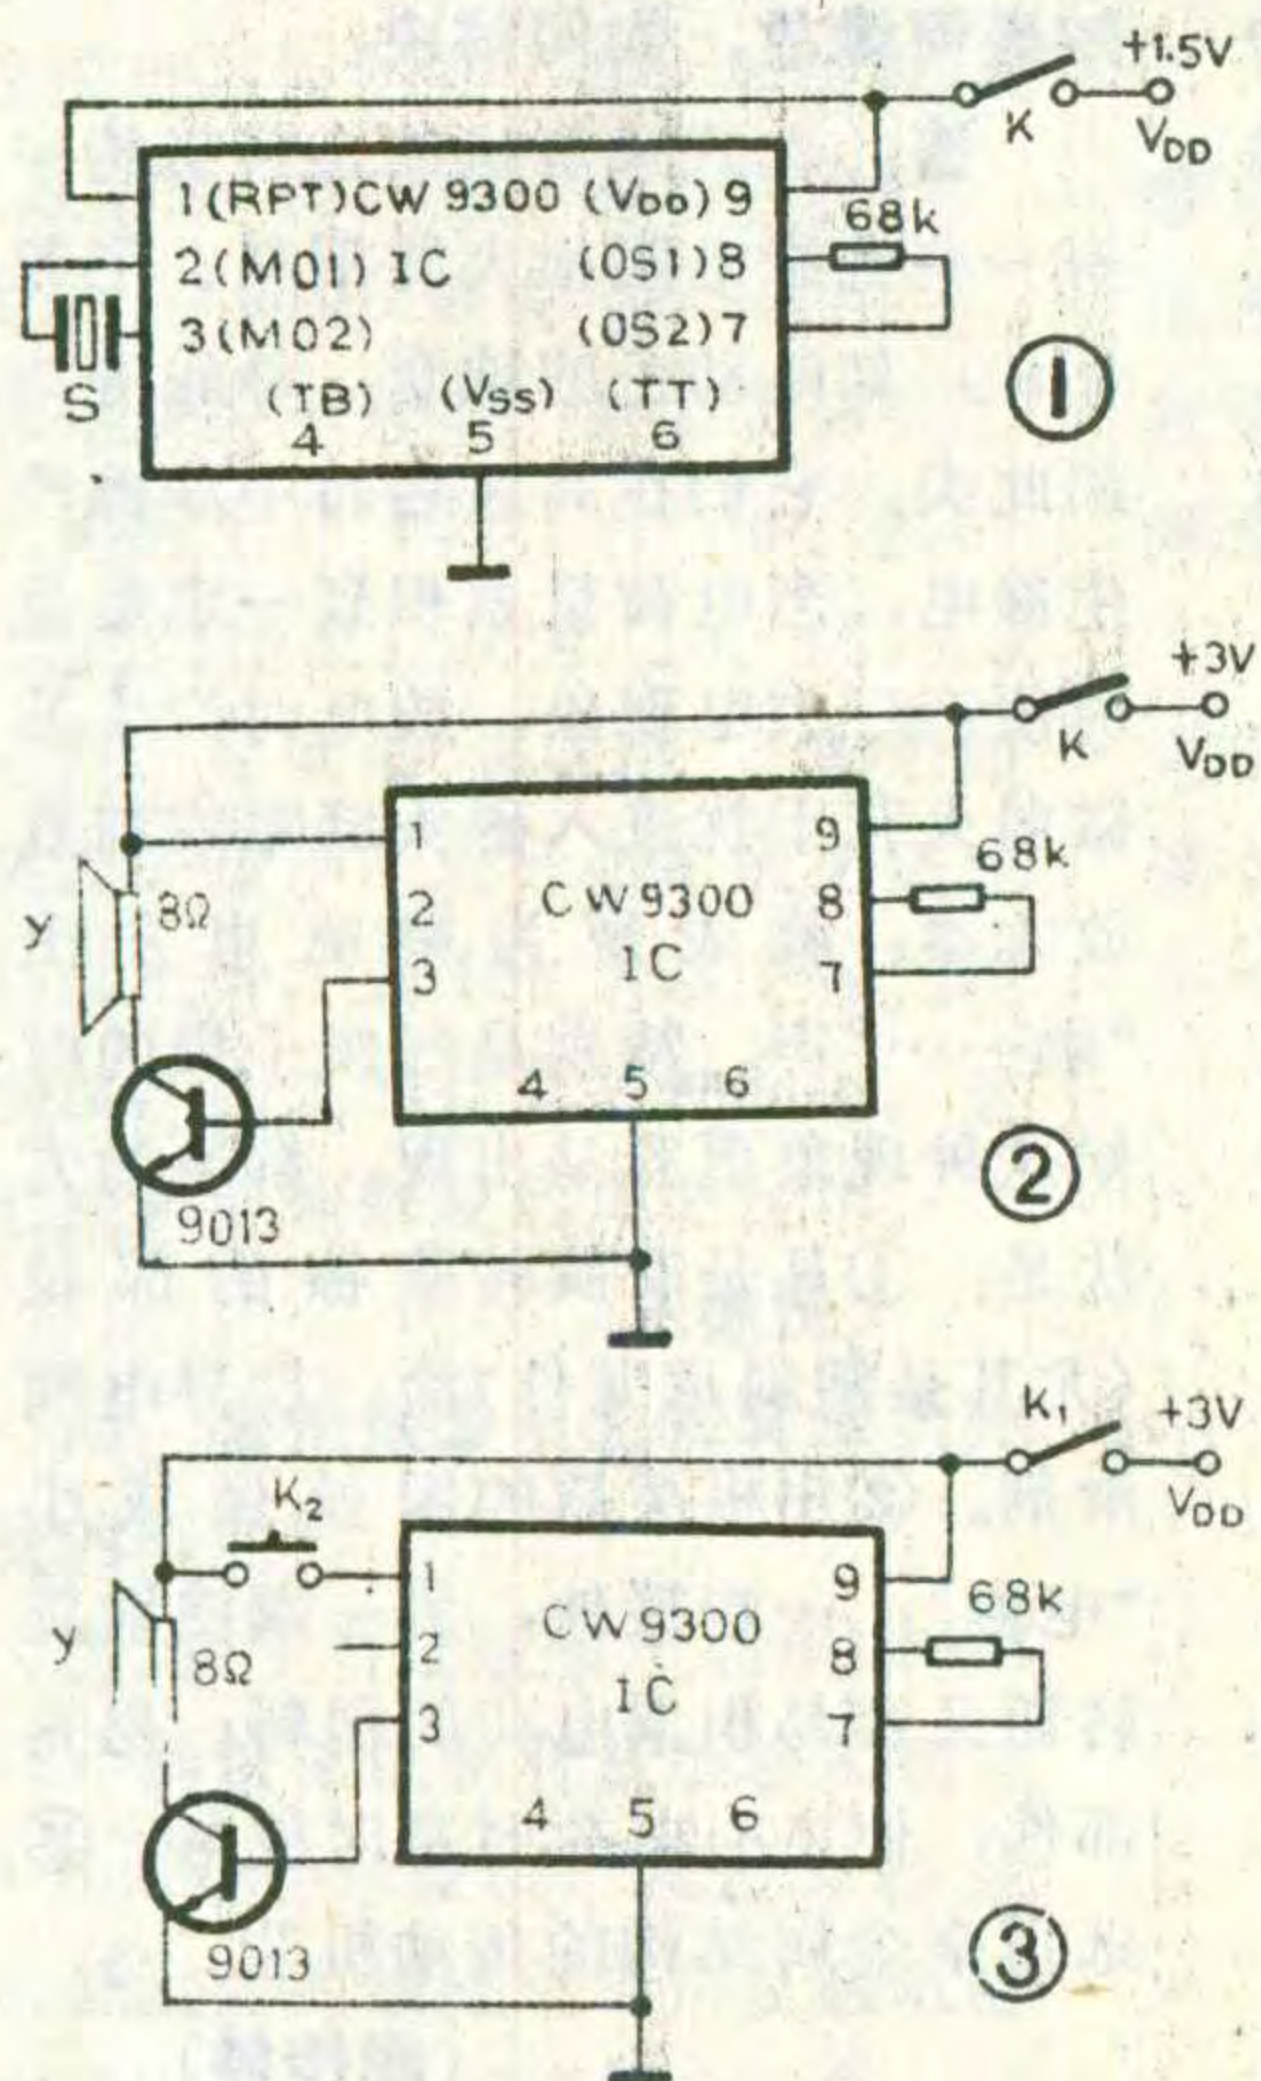 +1.5V
K
VDD
1(RPT)CW 9300 (VDD)9
68k
2(M01) IC (OS1)8
3(M02) (OS2)7
S
(TB) (VSS) (TT)
4 5 6
①
+3V
K
VDD
1 9
68k
Y
8Ω
2 CW9300 8
IC
3 7
4 5 6
9013
②
K1 +3V
VDD
K2
1 9
68K
Y
8Ω
CW9300
2 8
IC
3 7
4 5 6
9013
③